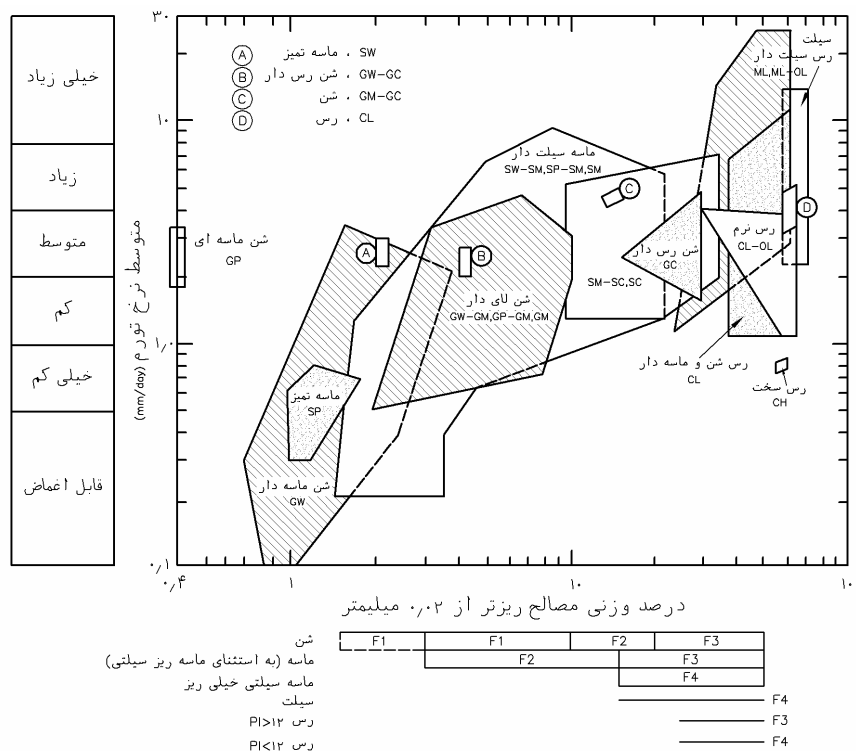 خیلی زیاد
زیاد
متوسط
کم
خیلی کم
قابل اغماض
متوسط نرخ تورم (mm/day)
۳۰
۱۰
۱٫۰
۰٫۱
A ماسه تمیز ، SW
B شن رس دار ، GW-GC
C شن ، GM-GC
D رس ، CL
سیلت
رس سیلت دار
ML,ML-OL
ماسه سیلت دار
SW-SM,SP-SM,SM
C
D
شن ماسه ای
GP
A
B
شن رس دار
GC
رس نرم
CL-OL
SM-SC,SC
شن لای دار
GW-GM,GP-GM,GM
رس شن و ماسه دار
CL
رس سخت
CH
ماسه تمیز
SP
شن ماسه دار
GW
۰٫۴ ۱ ۱۰ ۱۰
درصد وزنی مصالح ریزتر از ۰٫۰۲ میلیمتر
شن F1 F1 F2 F3
ماسه (به استثنای ماسه ریز سیلتی) F2 F3
ماسه سیلتی خیلی ریز F4
سیلت F4
رس PI>۱۲ F3
رس PI<۱۲ F4